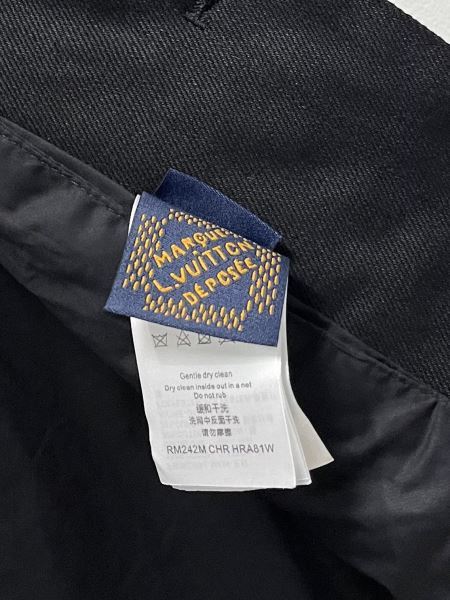 MARQUE
L.VUITTON
DÉPOSÉE
Gentle dry clean
Dry clean inside out in a net
Do not rub
缓和干洗
洗网中反面干洗
请勿摩擦
RM242M CHR HRA81W